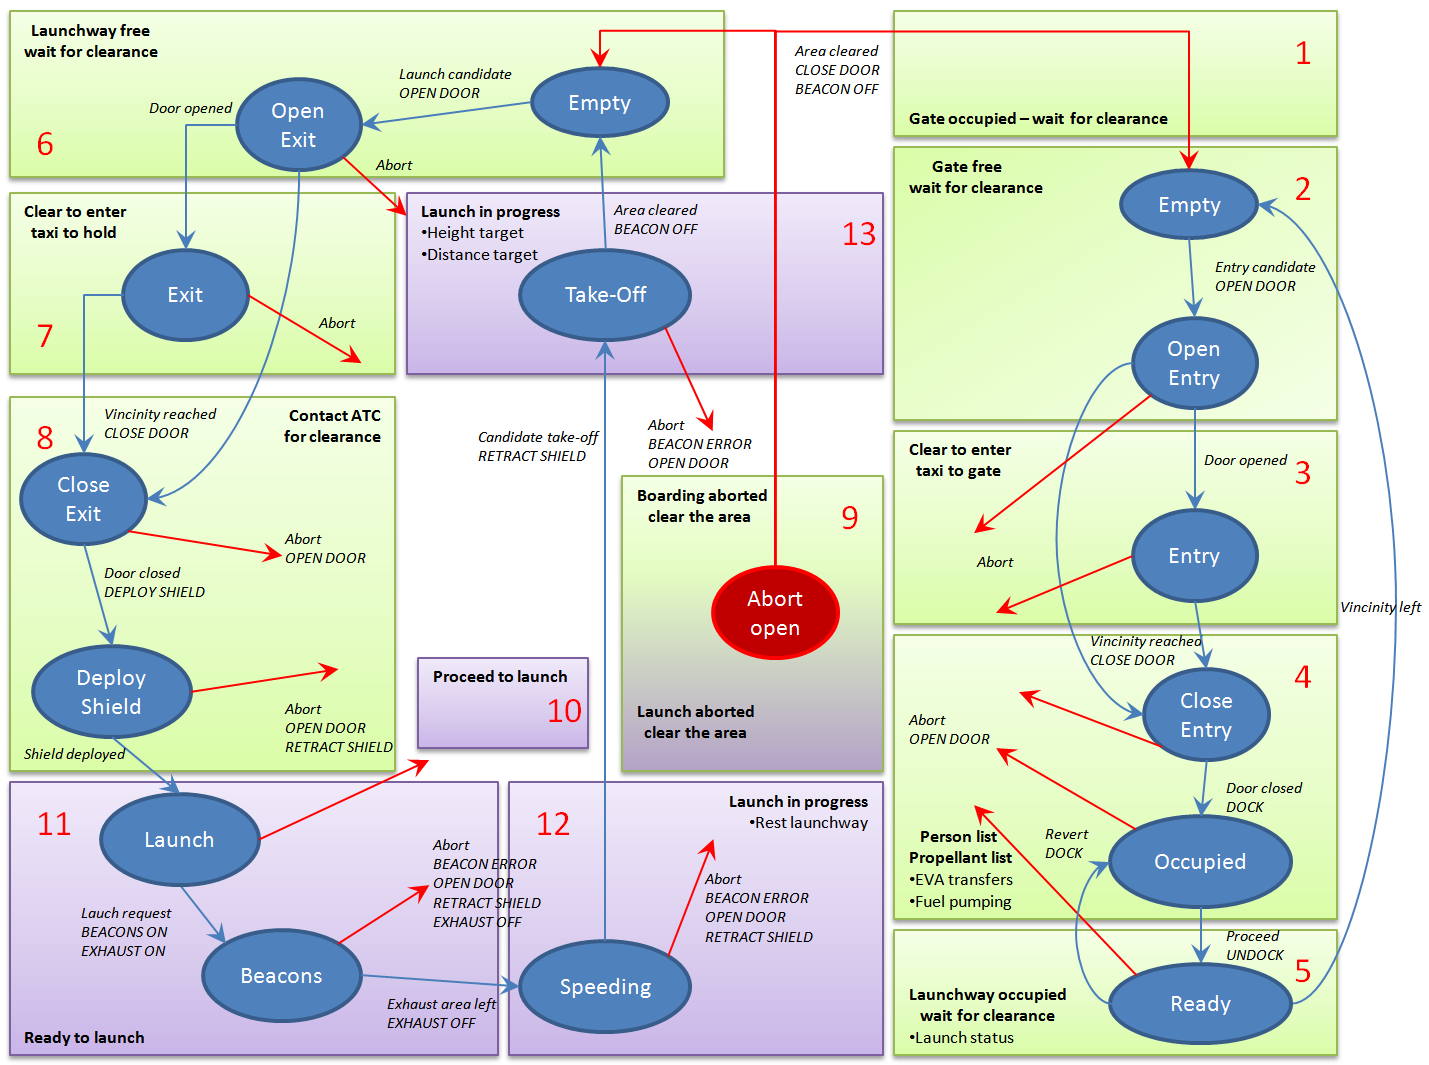 Launchway free
wait for clearance
Launch candidate
OPEN DOOR
Empty
Door opened
Open
Exit
6
Abort
Area cleared
CLOSE DOOR
BEACON OFF
1
Gate occupied – wait for clearance
Gate free
wait for clearance
2
Empty
Entry candidate
OPEN DOOR
Open
Entry
Clear to enter
taxi to hold
Exit
7
Abort
Launch in progress
•Height target
•Distance target
13
Area cleared
BEACON OFF
Take-Off
Abort
BEACON ERROR
OPEN DOOR
Candidate take-off
RETRACT SHIELD
Clear to enter
taxi to gate
3
Door opened
Entry
Abort
Vincinity left
8
Contact ATC
for clearance
Vincinity reached
CLOSE DOOR
Close
Exit
Abort
OPEN DOOR
Door closed
DEPLOY SHIELD
Deploy
Shield
Abort
OPEN DOOR
RETRACT SHIELD
Shield deployed
Boarding aborted
clear the area
9
Abort
open
Launch aborted
clear the area
Proceed to launch
10
Vincinity reached
CLOSE DOOR
4
Close
Entry
Abort
OPEN DOOR
Door closed
DOCK
Person list
Propellant list
•EVA transfers
•Fuel pumping
Revert
DOCK
Occupied
11
Launch
Lauch request
BEACONS ON
EXHAUST ON
Abort
BEACON ERROR
OPEN DOOR
RETRACT SHIELD
EXHAUST OFF
Beacons
Exhaust area left
EXHAUST OFF
Ready to launch
12
Launch in progress
•Rest launchway
Abort
BEACON ERROR
OPEN DOOR
RETRACT SHIELD
Speeding
Proceed
UNDOCK
5
Launchway occupied
wait for clearance
•Launch status
Ready